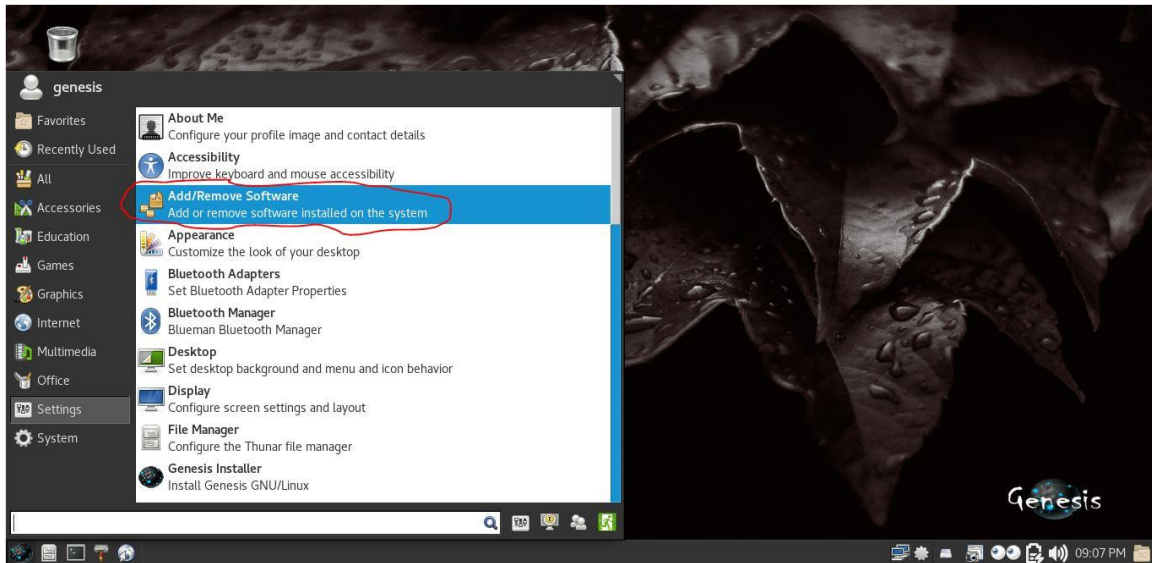 genesis
Favorites
Recently Used
All
Accessories
Education
Games
Graphics
Internet
Multimedia
Office
Settings
System
About Me
Configure your profile image and contact details
Accessibility
Improve keyboard and mouse accessibility
Add/Remove Software
Add or remove software installed on the system
Appearance
Customize the look of your desktop
Bluetooth Adapters
Set Bluetooth Adapter Properties
Bluetooth Manager
Blueman Bluetooth Manager
Desktop
Set desktop background and menu and icon behavior
Display
Configure screen settings and layout
File Manager
Configure the Thunar file manager
Genesis Installer
Install Genesis GNU/Linux
Genesis
09:07 PM